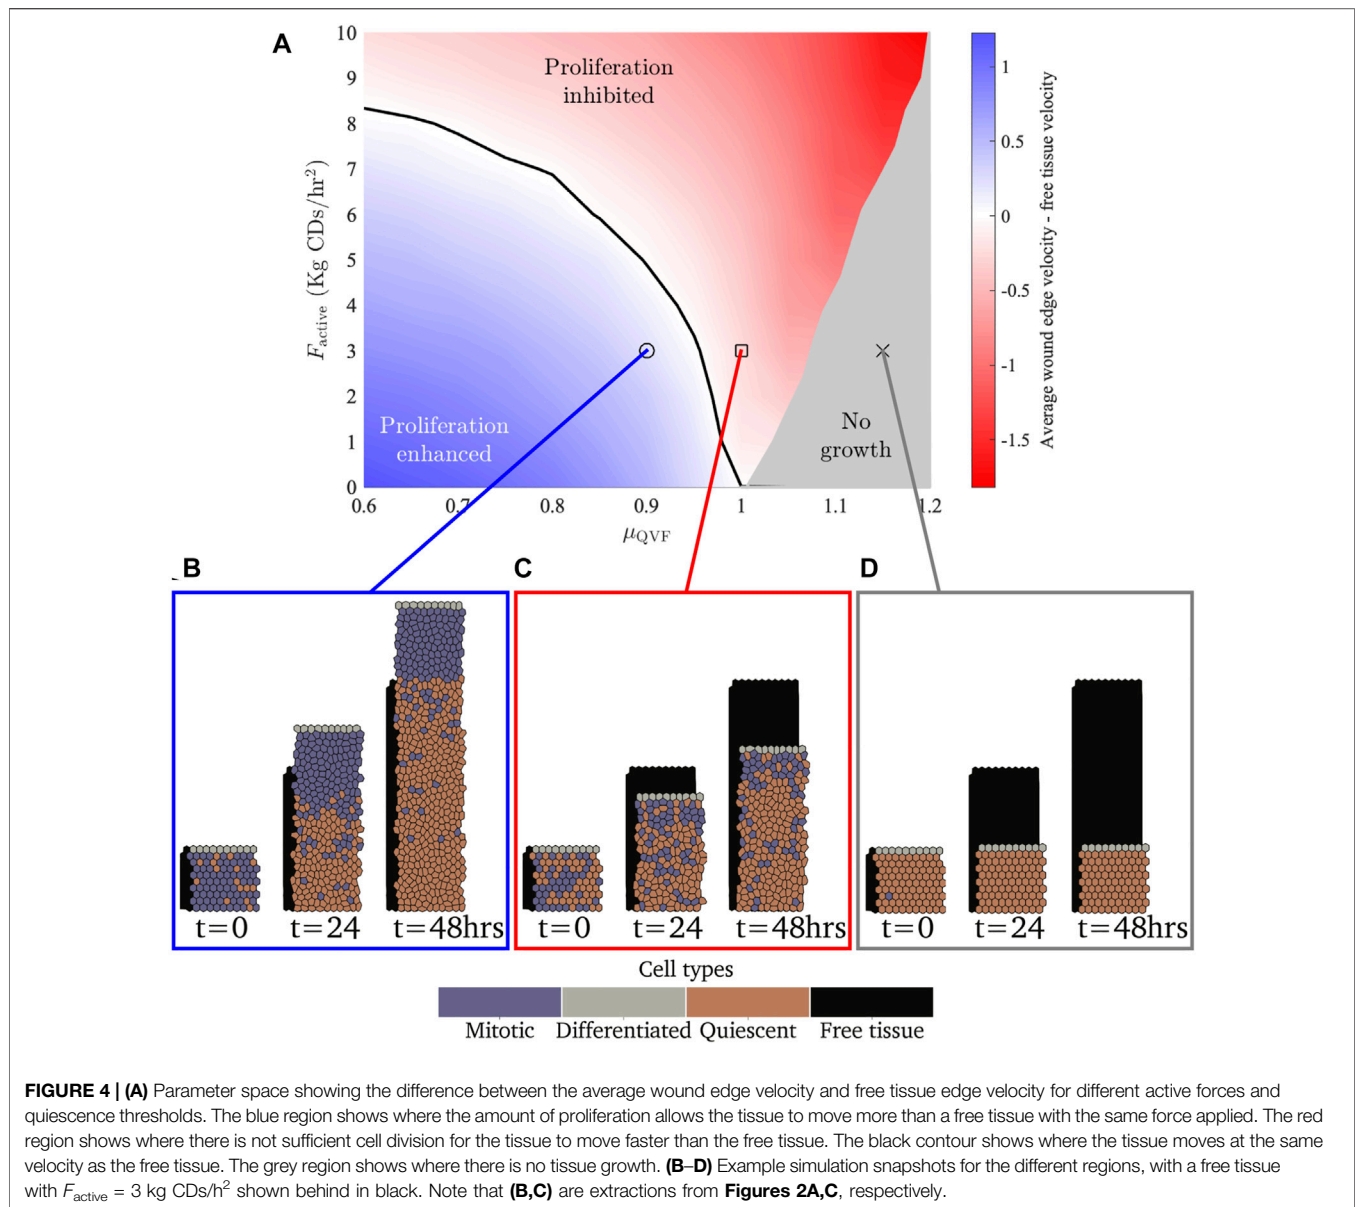 A
10
9
8
7
6
5
4
3
2
1
0
F_active (Kg CDs/hr²)
Proliferation
inhibited
Proliferation
enhanced
No
growth
0.6
0.7
0.8
0.9
1
1.1
1.2
μ_QVF
1
0.5
0
-0.5
-1
-1.5
Average wound edge velocity - free tissue velocity
B
C
D
t=0 t=24 t=48hrs
t=0 t=24 t=48hrs
t=0 t=24 t=48hrs
Cell types
Mitotic Differentiated Quiescent Free tissue
FIGURE 4 | (A) Parameter space showing the difference between the average wound edge velocity and free tissue edge velocity for different active forces and
quiescence thresholds. The blue region shows where the amount of proliferation allows the tissue to move more than a free tissue with the same force applied. The red
region shows where there is not sufficient cell division for the tissue to move faster than the free tissue. The black contour shows where the tissue moves at the same
velocity as the free tissue. The grey region shows where there is no tissue growth. (B–D) Example simulation snapshots for the different regions, with a free tissue
with F_active = 3 kg CDs/h² shown behind in black. Note that (B,C) are extractions from Figures 2A,C, respectively.